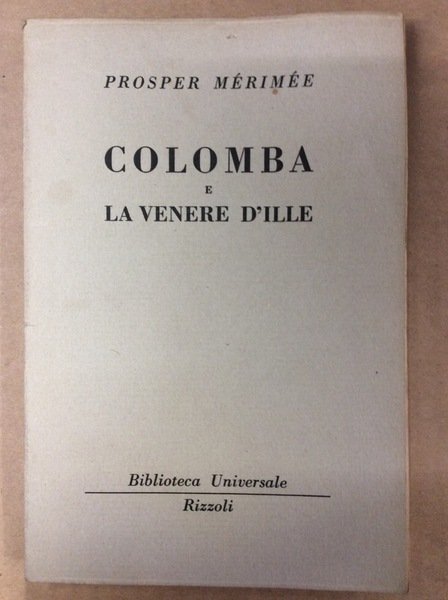 PROSPER MÉRIMÉE
COLOMBA
E
LA VENERE D'ILLE
Biblioteca Universale
Rizzoli